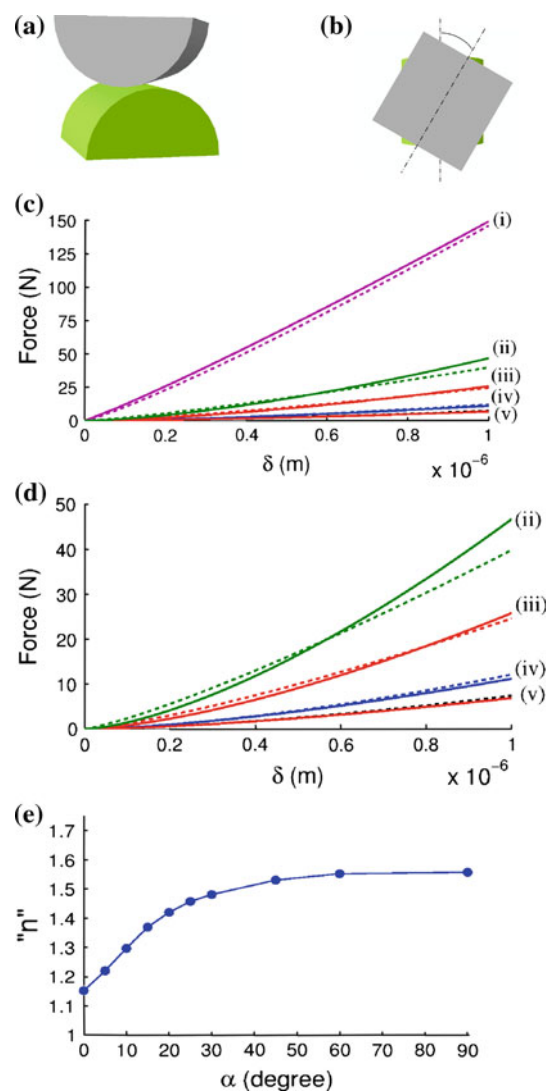 (a)
(b)
(c)
150
125
100
75
50
25
0
Force (N)
(i)
(ii)
(iii)
(iv)
(v)
0 0.2 0.4 0.6 0.8 1
δ (m)
x 10⁻⁶
(d)
50
40
30
20
10
0
Force (N)
(ii)
(iii)
(iv)
(v)
0 0.2 0.4 0.6 0.8 1
δ (m)
x 10⁻⁶
(e)
1.7
1.6
1.5
1.4
1.3
1.2
1.1
1
"n"
0 10 20 30 40 50 60 70 80 90
α (degree)